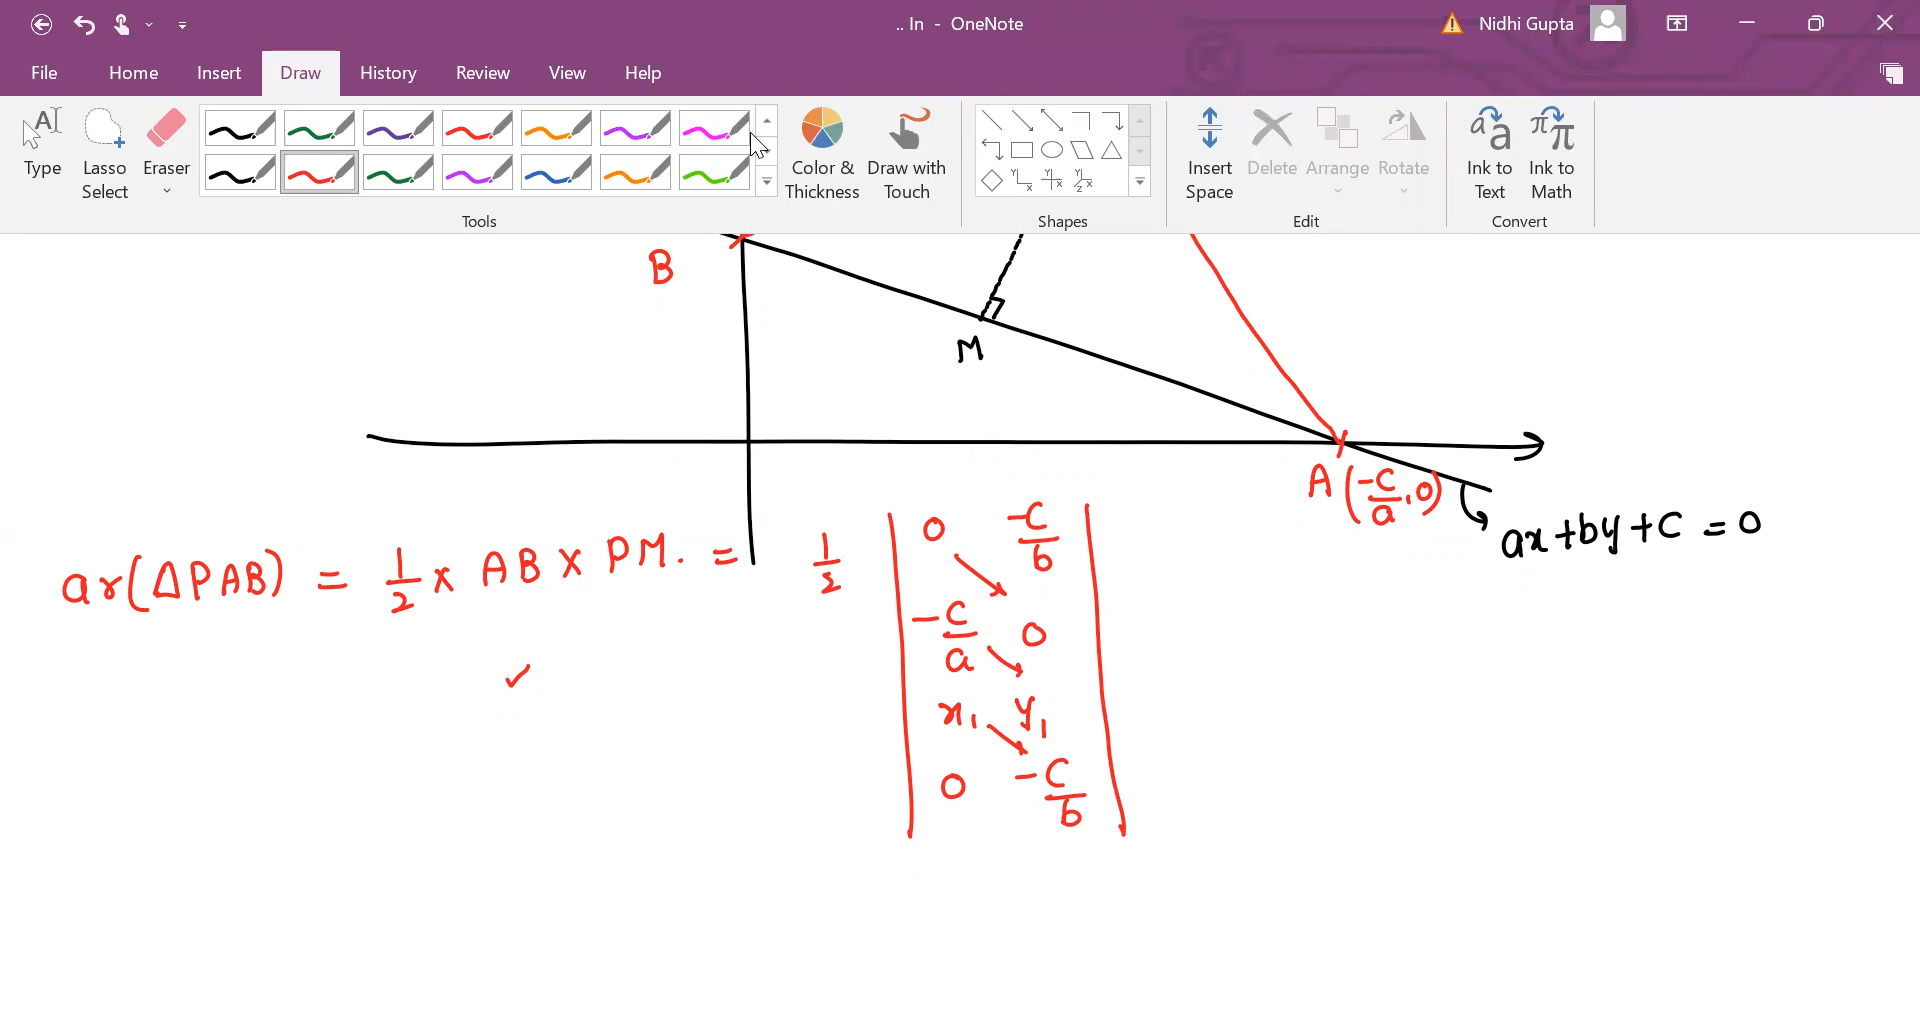 .. In - OneNote
Nidhi Gupta
File Home Insert Draw History Review View Help
Type
Lasso Select
Eraser
Color & Thickness
Draw with Touch
Insert Space
Delete
Arrange
Rotate
Ink to Text
Ink to Math
Tools
Shapes
Edit
Convert
B
M
A (-c/a, 0)
ax+by+c = 0
ar(ΔPAB) = 1/2 x AB x PM. = 1/2
0 -c/b
-c/a 0
x₁ y₁
0 -c/b